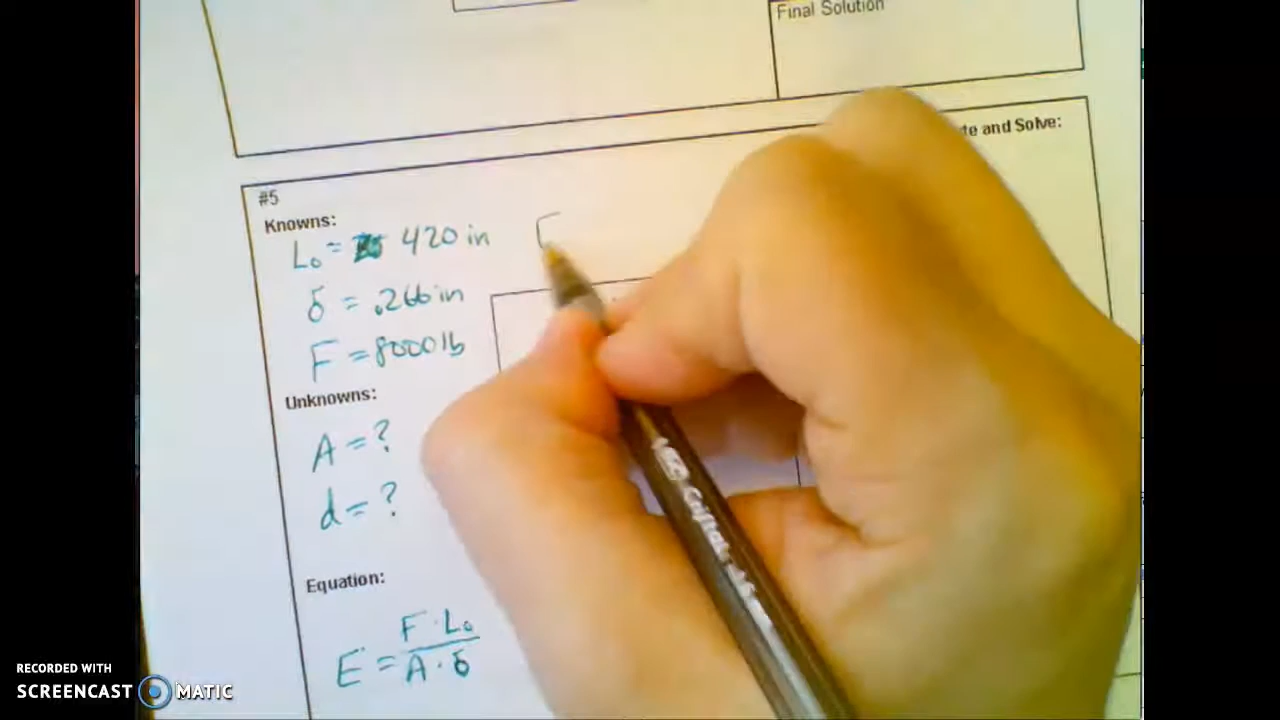 Final Solution
te and Solve:
#5
Knowns:
L₀ = 420 in
δ = .266 in
F = 8000 lb
Unknowns:
A = ?
d = ?
Equation:
E = F · L₀ / A · δ
RECORDED WITH
SCREENCAST MATIC